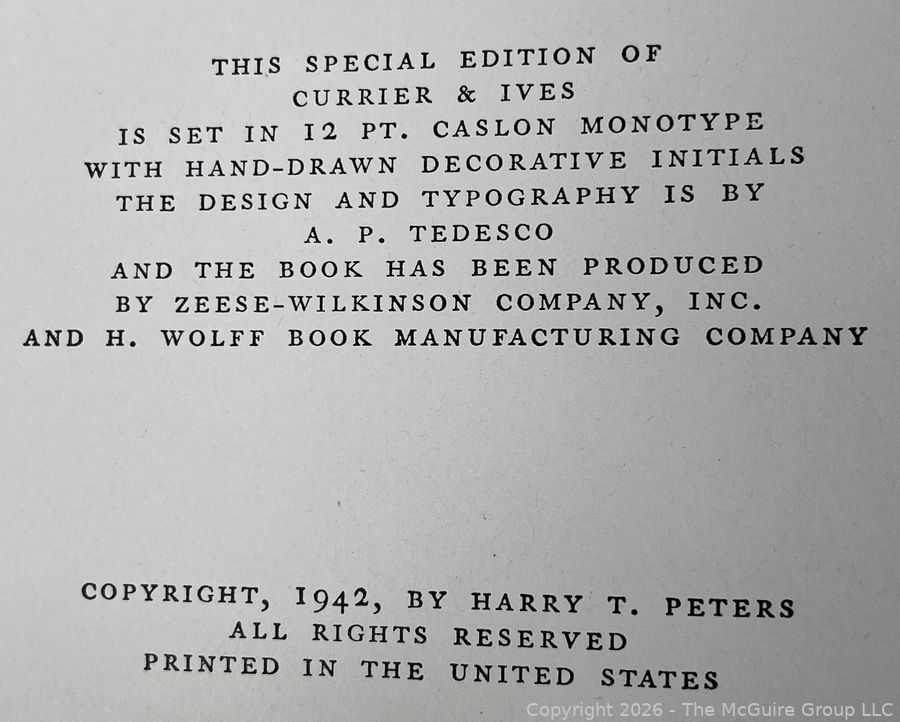 THIS SPECIAL EDITION OF
CURRIER & IVES
IS SET IN 12 PT. CASLON MONOTYPE
WITH HAND-DRAWN DECORATIVE INITIALS
THE DESIGN AND TYPOGRAPHY IS BY
A. P. TEDESCO
AND THE BOOK HAS BEEN PRODUCED
BY ZEESE-WILKINSON COMPANY, INC.
AND H. WOLFF BOOK MANUFACTURING COMPANY
COPYRIGHT, 1942, BY HARRY T. PETERS
ALL RIGHTS RESERVED
PRINTED IN THE UNITED STATES
Copyright 2026 - The McGuire Group LLC